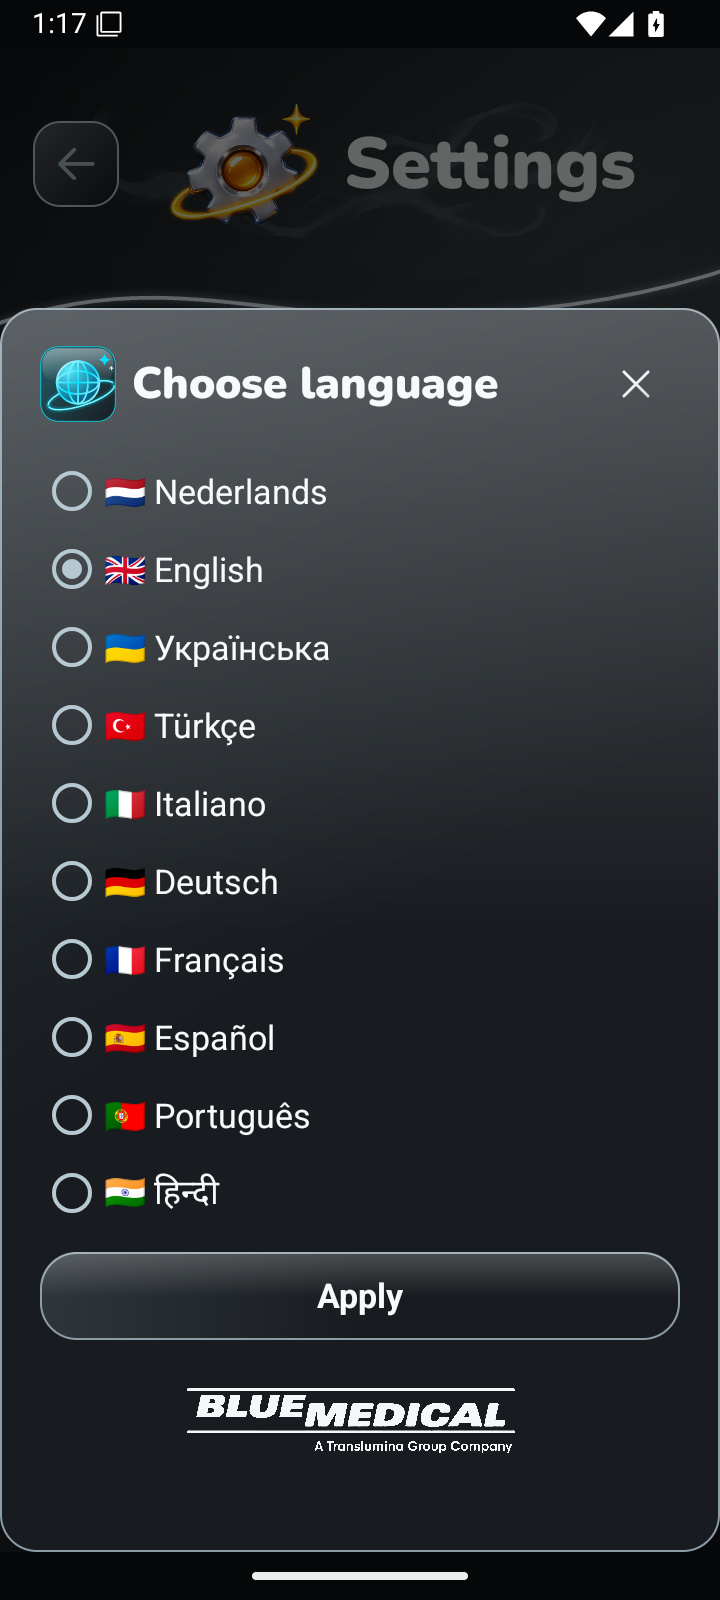 1:17
Settings
Choose language
Nederlands
English
Українська
Türkçe
Italiano
Deutsch
Français
Español
Português
हिन्दी
Apply
BLUEMEDICAL
A Translumina Group Company